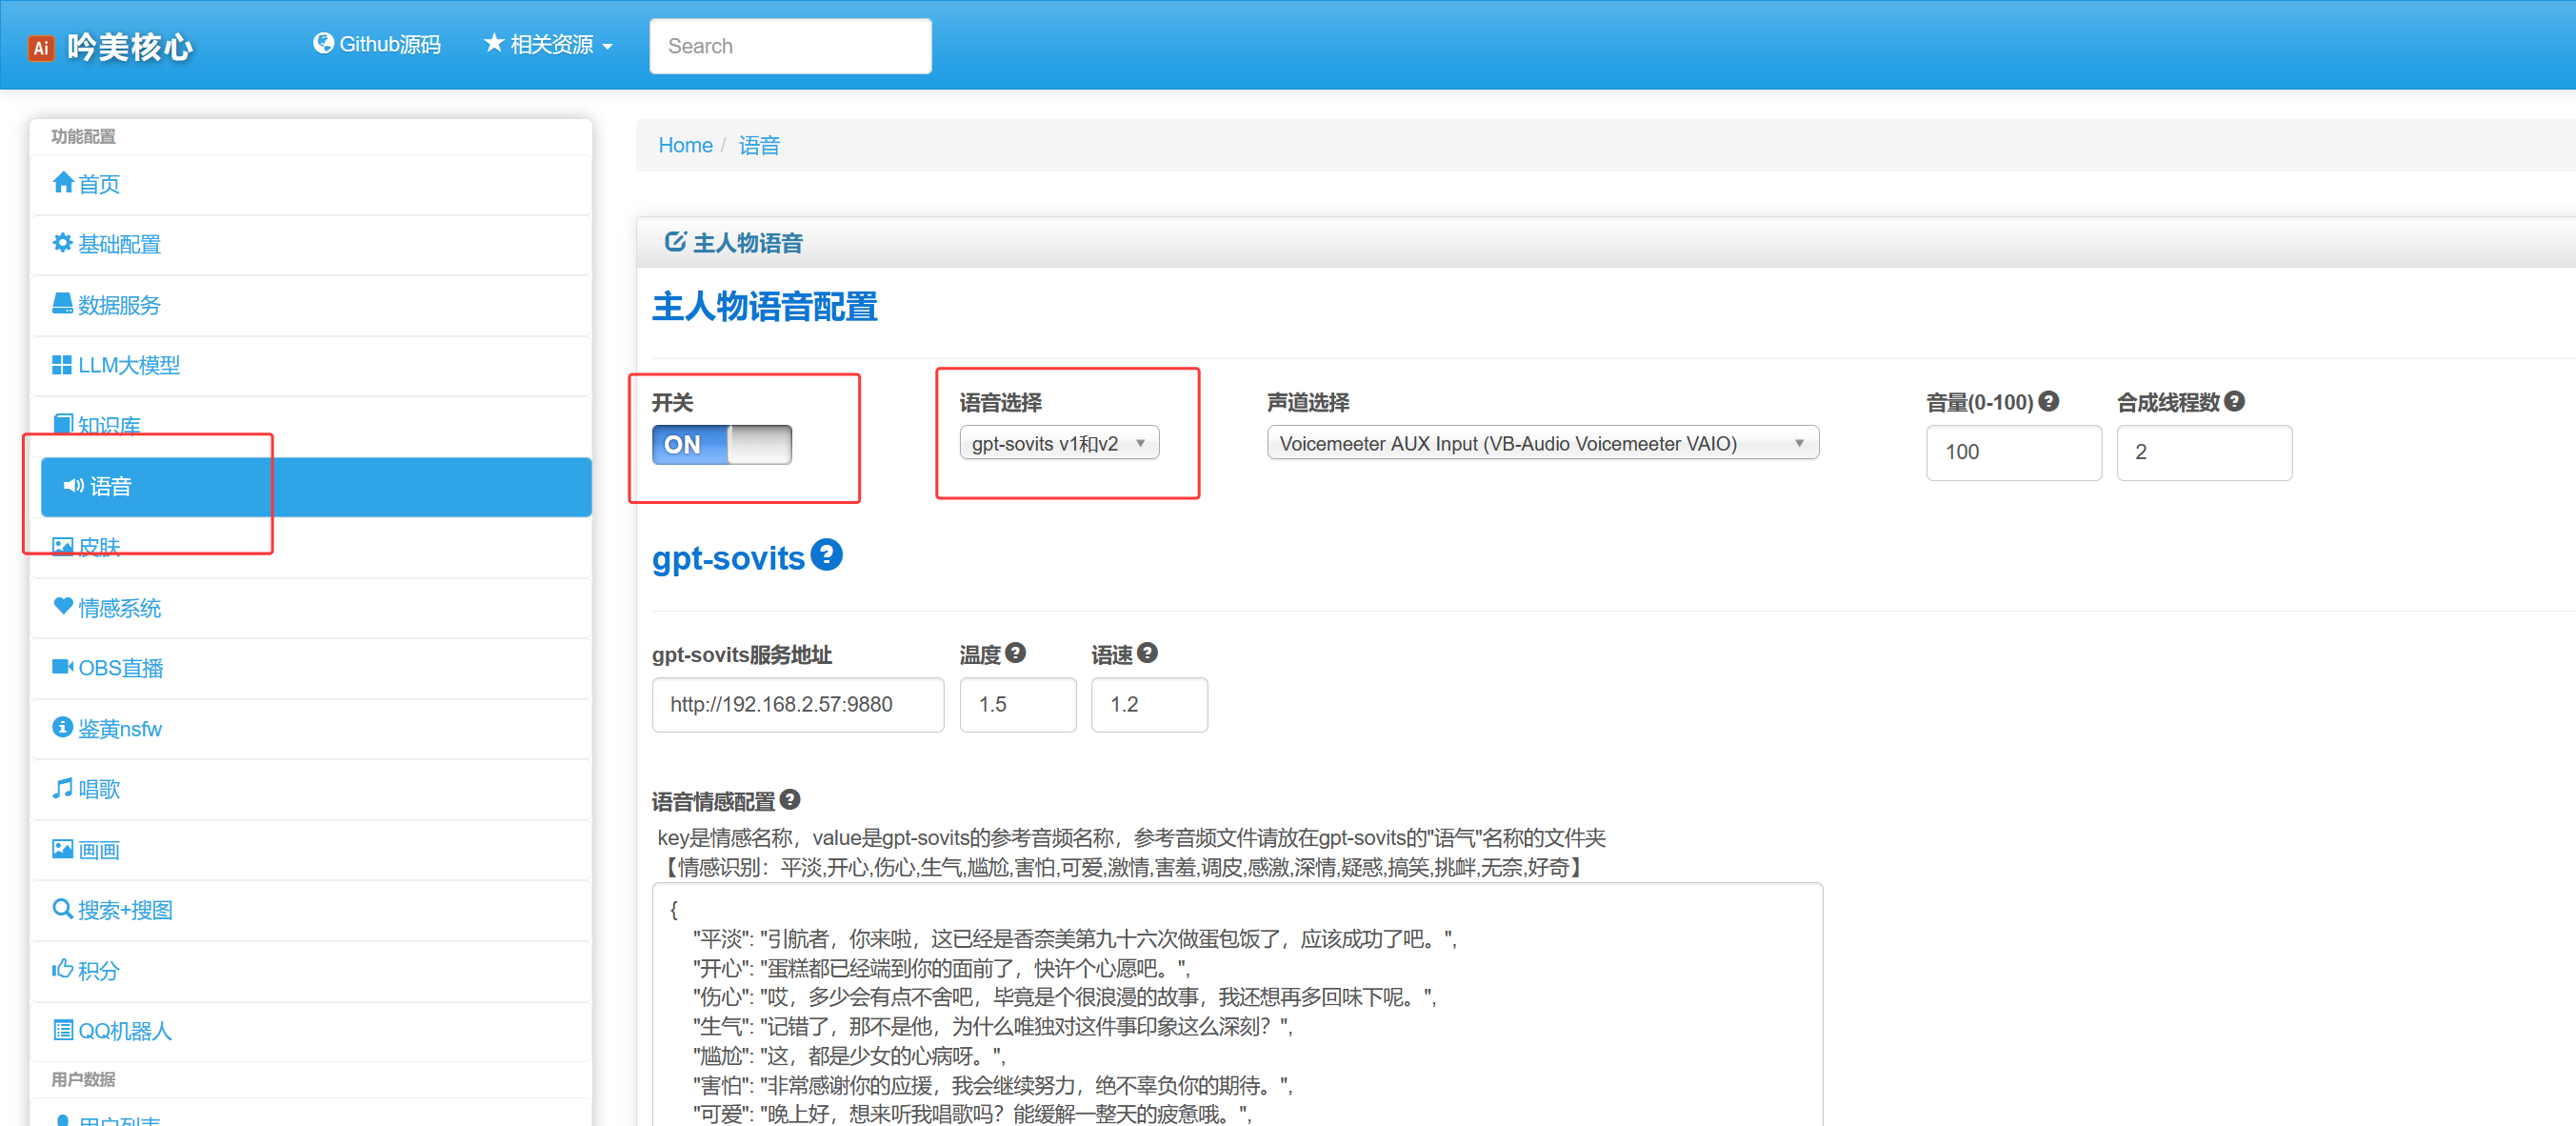 Ai 吟美核心 Github源码 相关资源 Search
功能配置
首页
基础配置
数据服务
LLM大模型
知识库
语音
皮肤
情感系统
OBS直播
鉴黄nsfw
唱歌
画画
搜索+搜图
积分
QQ机器人
用户数据
用户列表
Home / 语音
主人物语音
主人物语音配置
开关 语音选择 声道选择 音量(0-100) 合成线程数
ON gpt-sovits v1和v2 Voicemeeter AUX Input (VB-Audio Voicemeeter VAIO) 100 2
gpt-sovits
gpt-sovits服务地址 温度 语速
http://192.168.2.57:9880 1.5 1.2
语音情感配置
key是情感名称，value是gpt-sovits的参考音频名称，参考音频文件请放在gpt-sovits的"语气"名称的文件夹
【情感识别：平淡,开心,伤心,生气,尴尬,害怕,可爱,激情,害羞,调皮,感激,深情,疑惑,搞笑,挑衅,无奈,好奇】
{
"平淡": "引航者，你来啦，这已经是香奈美第九十六次做蛋包饭了，应该成功了吧。",
"开心": "蛋糕都已经端到你的面前了，快许个心愿吧。",
"伤心": "哎，多少会有点不舍吧，毕竟是个很浪漫的故事，我还想再多回味下呢。",
"生气": "记错了，那不是他，为什么唯独对这件事印象这么深刻？",
"尴尬": "这，都是少女的心病呀。",
"害怕": "非常感谢你的应援，我会继续努力，绝不辜负你的期待。",
"可爱": "晚上好，想来听我唱歌吗？能缓解一整天的疲惫哦。",